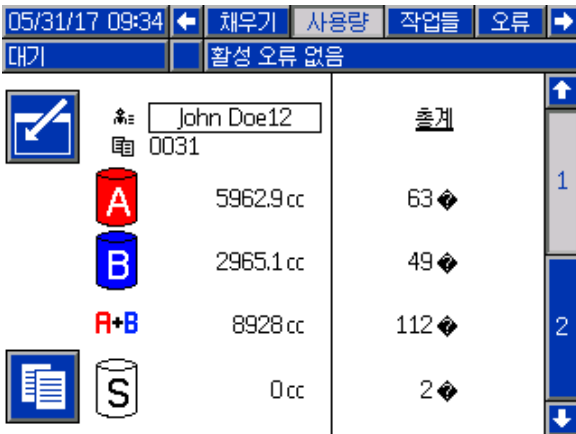 05/31/17 09:34 채우기 사용량 작업들 오류
대기 활성 오류 없음
John Doe12 총계
0031
A 5962.9 cc 63 �
B 2965.1 cc 49 �
A+B 8928 cc 112 �
S 0 cc 2 �
1
2